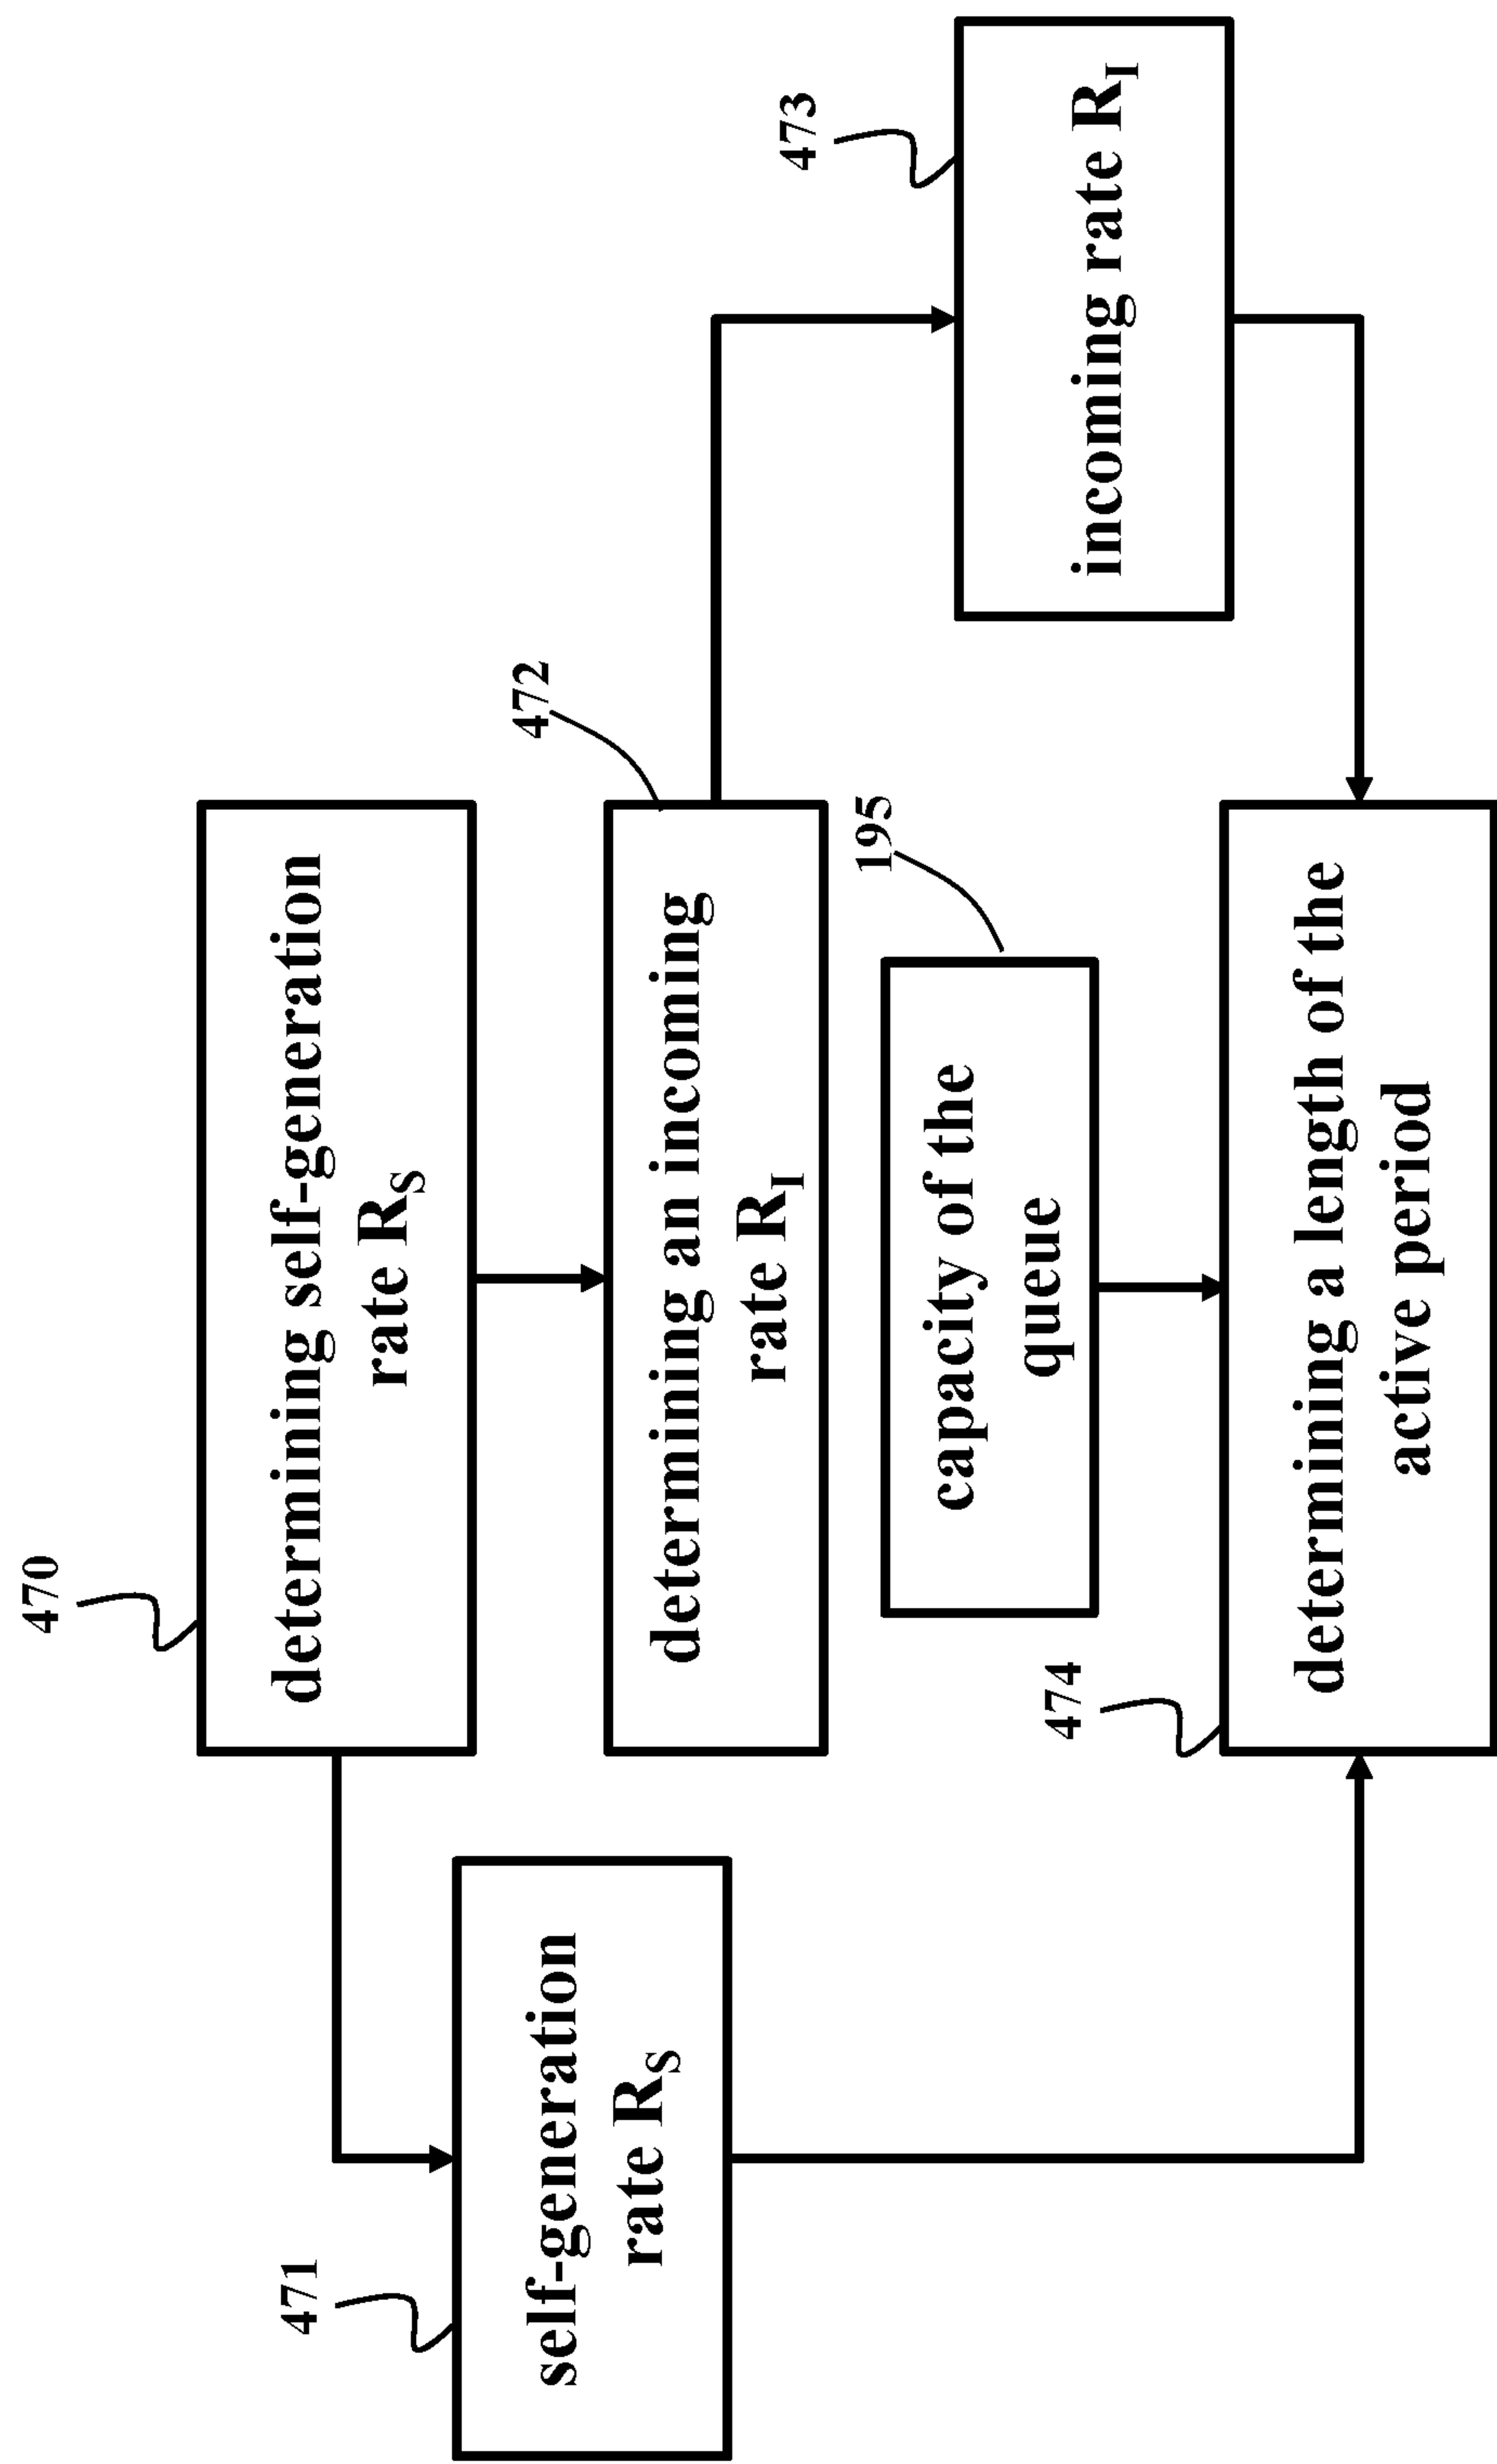 470
determining self-generation
rate RS
471
self-generation
rate RS
472
determining an incoming
rate RI
473
incoming rate RI
195
capacity of the
queue
474
determining a length of the
active period